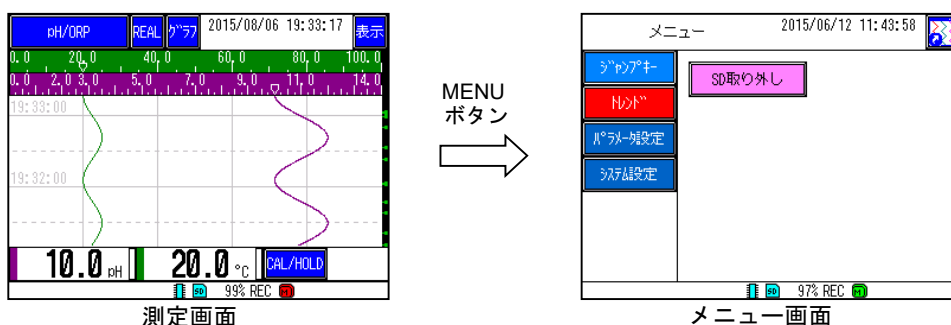 pH/ORP REAL グラフ 2015/08/06 19:33:17 表示
0.0 20.0 40.0 60.0 80.0 100.0
0.0 2.0 3.0 5.0 7.0 9.0 11.0 14.0
19:33:00
19:32:00
10.0 pH 20.0 ℃ CAL/HOLD
SD 99% REC M
測定画面
MENU
ボタン
メニュー 2015/06/12 11:43:58
ジャンプキー
SD取り外し
トレンド
パラメータ設定
システム設定
SD 97% REC M
メニュー画面